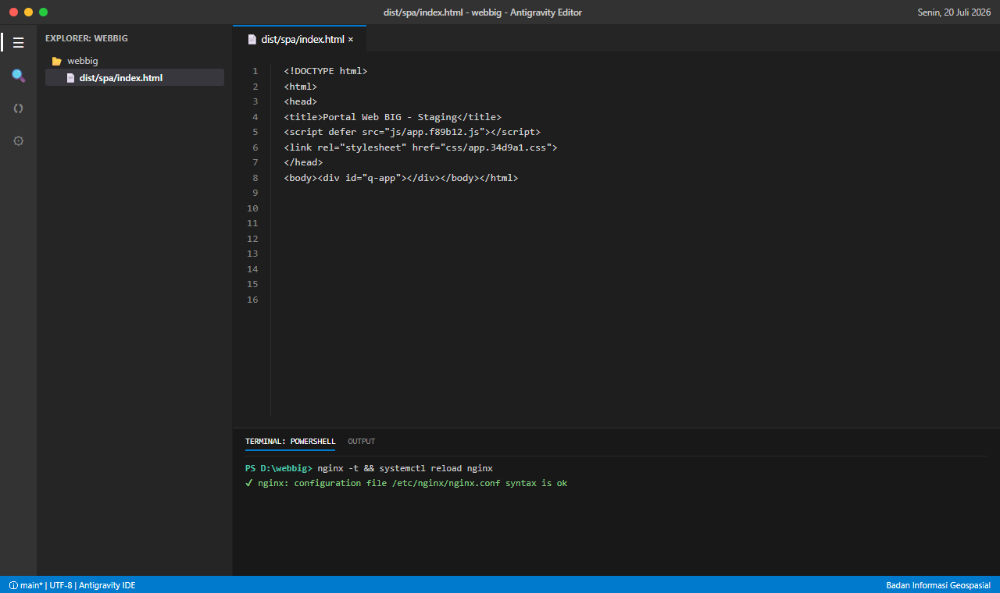 dist/spa/index.html - webbig - Antigravity Editor
Senin, 20 Juli 2026
EXPLORER: WEBBIG
webbig
dist/spa/index.html
dist/spa/index.html ×
1 <!DOCTYPE html>
2 <html>
3 <head>
4 <title>Portal Web BIG - Staging</title>
5 <script defer src="js/app.f89b12.js"></script>
6 <link rel="stylesheet" href="css/app.34d9a1.css">
7 </head>
8 <body><div id="q-app"></div></body></html>
9
10
11
12
13
14
15
16
TERMINAL: POWERSHELL OUTPUT
PS D:\webbig> nginx -t && systemctl reload nginx
✓ nginx: configuration file /etc/nginx/nginx.conf syntax is ok
main* | UTF-8 | Antigravity IDE
Badan Informasi Geospasial